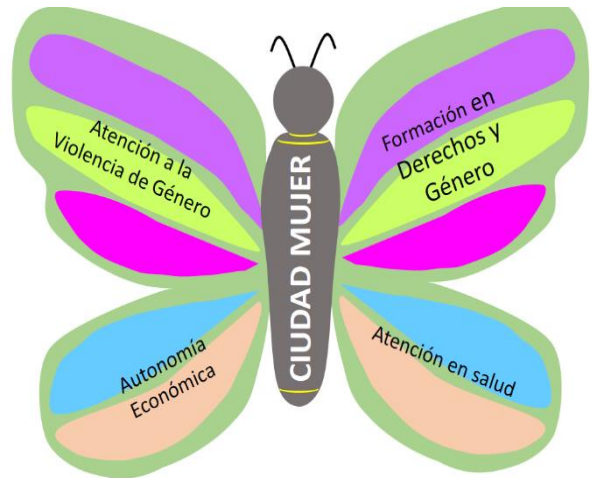 Atención a la
Violencia de Género
CIUDAD MUJER
Formación en
Derechos y
Género
Autonomía
Económica
Atención en salud